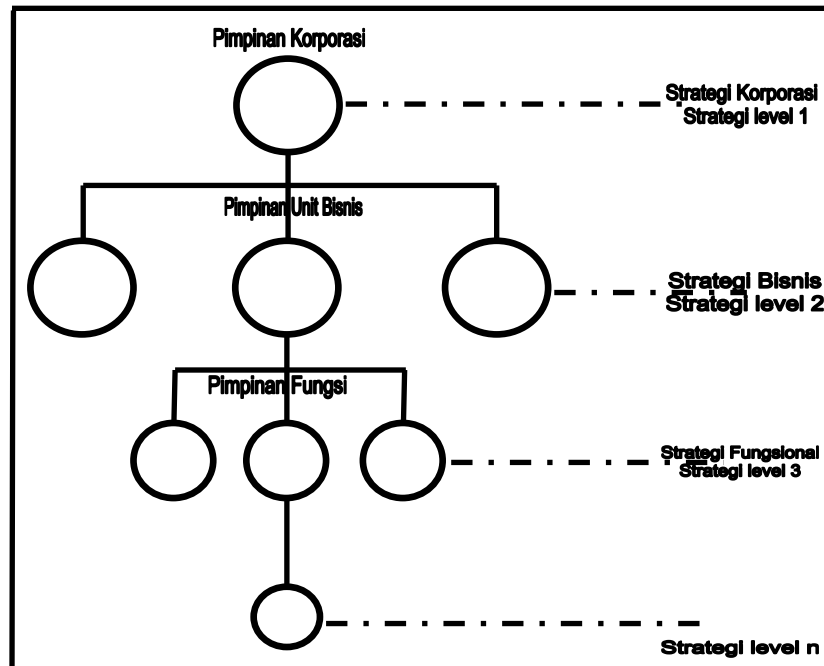 Pimpinan Korporasi
Strategi Korporasi
Strategi level 1
Pimpinan Unit Bisnis
Strategi Bisnis
Strategi level 2
Pimpinan Fungsi
Strategi Fungsional
Strategi level 3
Strategi level n